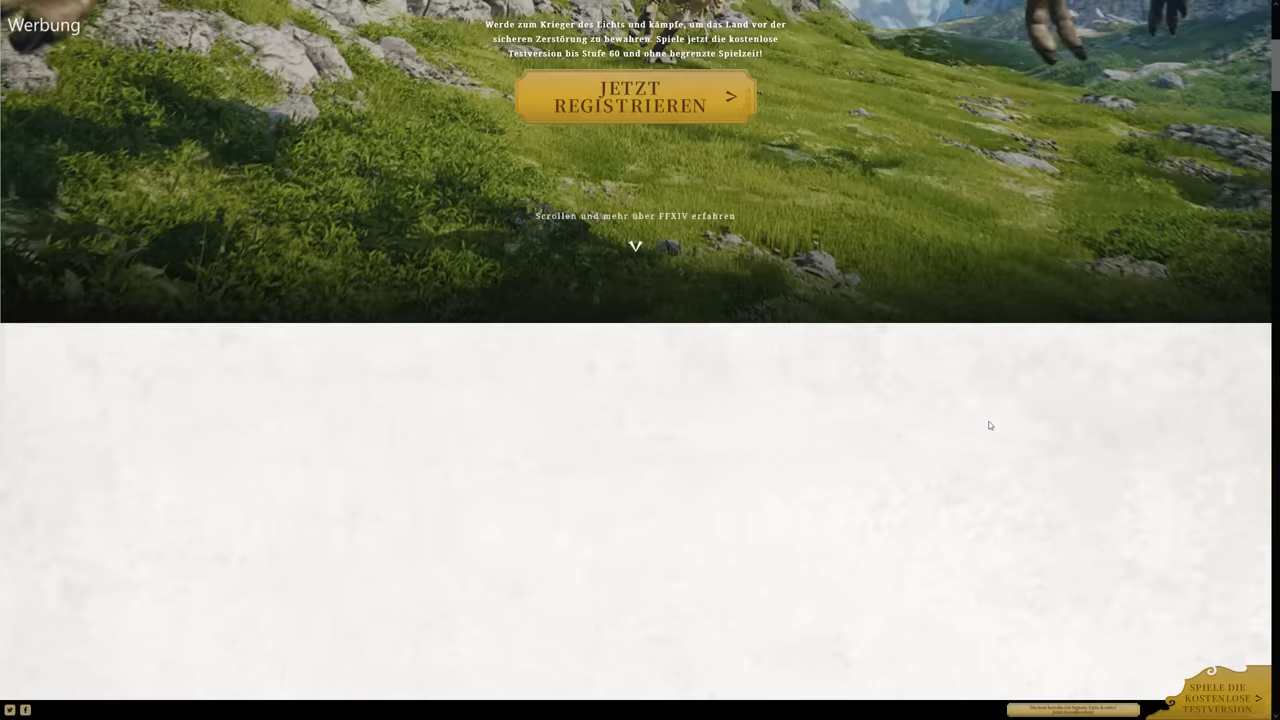 Werbung
Werde zum Krieger des Lichts und kämpfe, um das Land vor der
sicheren Zerstörung zu bewahren. Spiele jetzt die kostenlose
Testversion bis Stufe 60 und ohne begrenzte Spielzeit!
JETZT
REGISTRIEREN >
Scrollen und mehr über FFXIV erfahren
SPIELE DIE
KOSTENLOSE >
TESTVERSION